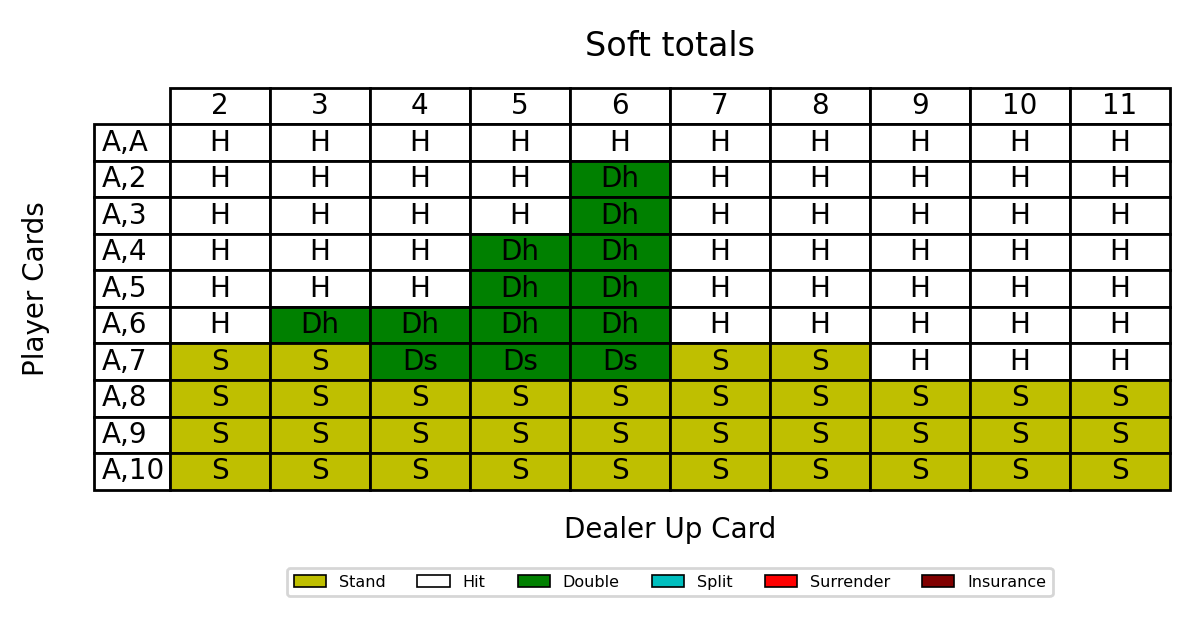 Soft totals
2 3 4 5 6 7 8 9 10 11
A,A H H H H H H H H H H
A,2 H H H H Dh H H H H H
A,3 H H H H Dh H H H H H
A,4 H H H Dh Dh H H H H H
A,5 H H H Dh Dh H H H H H
A,6 H Dh Dh Dh Dh H H H H H
A,7 S S Ds Ds Ds S S H H H
A,8 S S S S S S S S S S
A,9 S S S S S S S S S S
A,10 S S S S S S S S S S
Player Cards
Dealer Up Card
Stand Hit Double Split Surrender Insurance